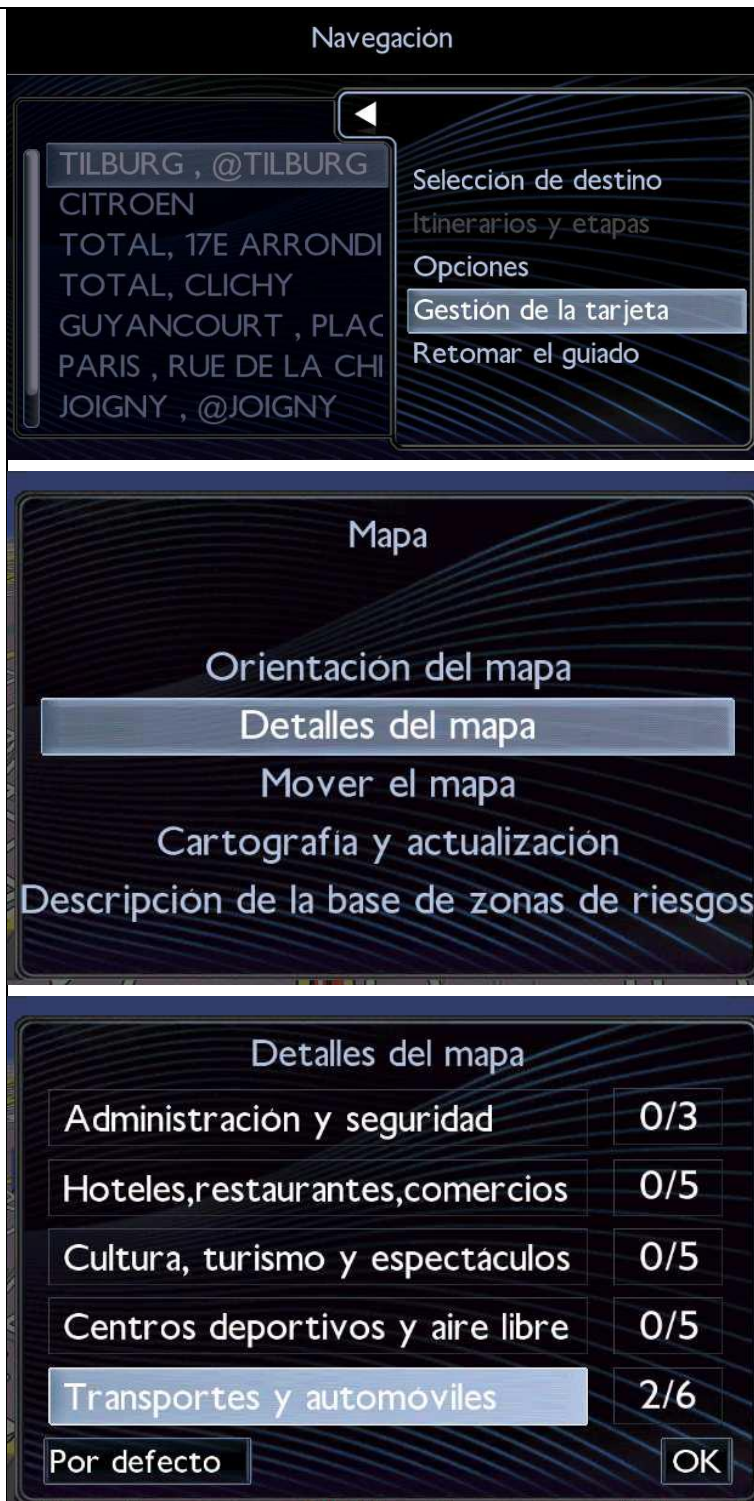 Navegación
TILBURG , @TILBURG
CITROEN
TOTAL, 17E ARRONDI
TOTAL, CLICHY
GUYANCOURT , PLAC
PARIS , RUE DE LA CHI
JOIGNY , @JOIGNY
Selección de destino
Itinerarios y etapas
Opciones
Gestión de la tarjeta
Retomar el guiado
Mapa
Orientación del mapa
Detalles del mapa
Mover el mapa
Cartografía y actualización
Descripción de la base de zonas de riesgos
Detalles del mapa
Administración y seguridad 0/3
Hoteles,restaurantes,comercios 0/5
Cultura, turismo y espectáculos 0/5
Centros deportivos y aire libre 0/5
Transportes y automóviles 2/6
Por defecto OK